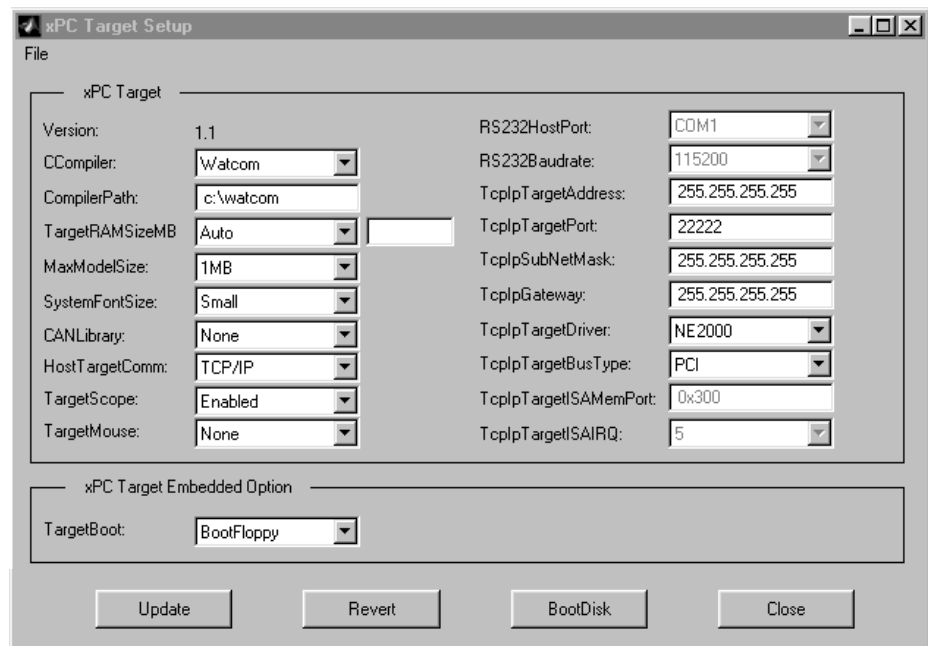 xPC Target Setup
File
xPC Target
Version: 1.1
CCompiler: Watcom
CompilerPath: c:\watcom
TargetRAMSizeMB Auto
MaxModelSize: 1MB
SystemFontSize: Small
CANLibrary: None
HostTargetComm: TCP/IP
TargetScope: Enabled
TargetMouse: None
RS232HostPort: COM1
RS232Baudrate: 115200
TcpIpTargetAddress: 255.255.255.255
TcpIpTargetPort: 22222
TcpIpSubNetMask: 255.255.255.255
TcpIpGateway: 255.255.255.255
TcpIpTargetDriver: NE2000
TcpIpTargetBusType: PCI
TcpIpTargetISAMemPort: 0x300
TcpIpTargetISAIRQ: 5
xPC Target Embedded Option
TargetBoot: BootFloppy
Update Revert BootDisk Close